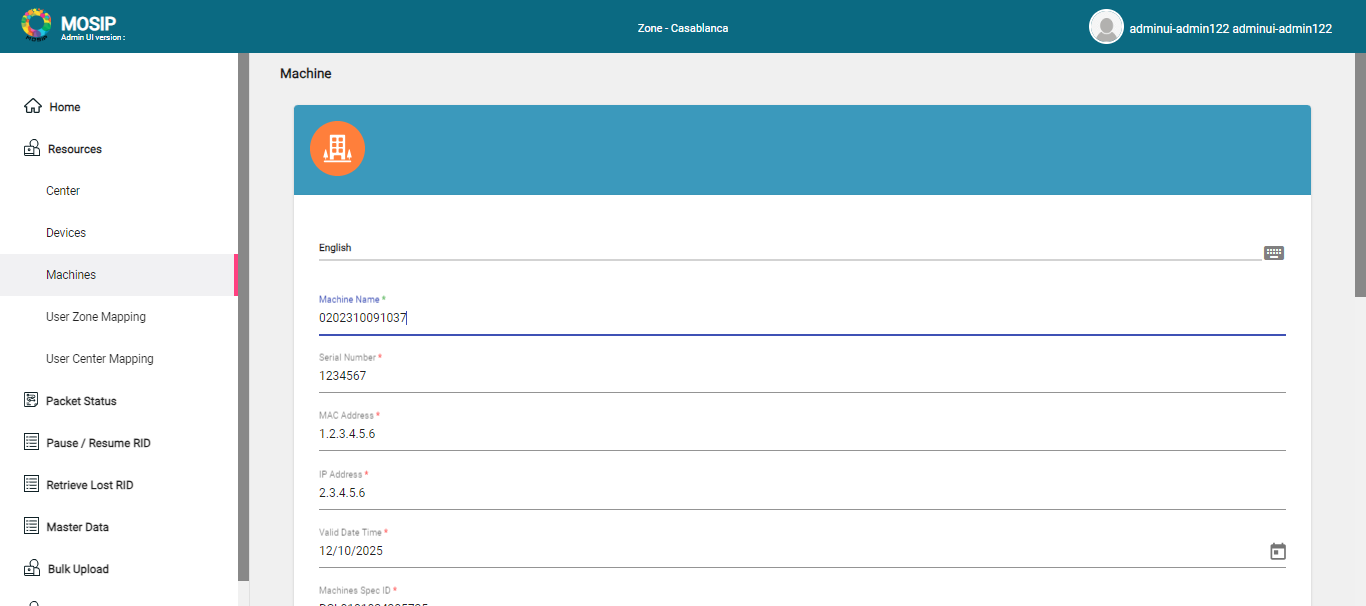 MOSIP
Admin UI version :
Zone - Casablanca
adminui-admin122 adminui-admin122
Home
Resources
Center
Devices
Machines
User Zone Mapping
User Center Mapping
Packet Status
Pause / Resume RID
Retrieve Lost RID
Master Data
Bulk Upload
Machine
English
Machine Name *
0202310091037
Serial Number *
1234567
MAC Address *
1.2.3.4.5.6
IP Address *
2.3.4.5.6
Valid Date Time *
12/10/2025
Machines Spec ID *